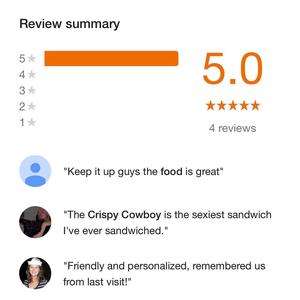 Review summary
5
4
3
2
1
5.0
4 reviews
"Keep it up guys the food is great"
"The Crispy Cowboy is the sexiest sandwich
I've ever sandwiched."
"Friendly and personalized, remembered us
from last visit!"